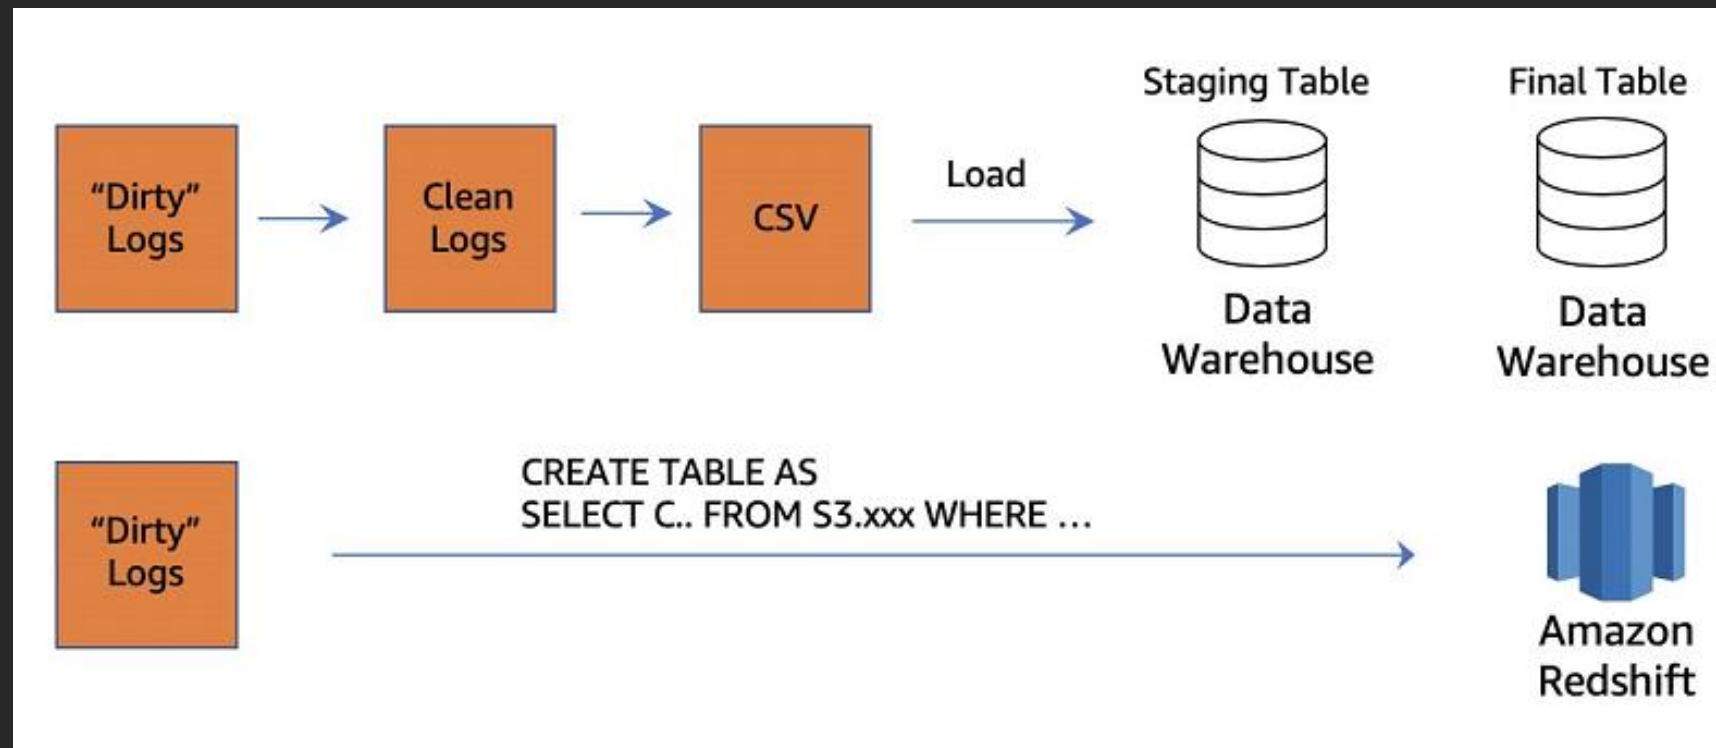 Staging Table
Final Table
“Dirty”
Logs
Clean
Logs
CSV
Load
Data
Warehouse
Data
Warehouse
“Dirty”
Logs
CREATE TABLE AS
SELECT C.. FROM S3.xxx WHERE ...
Amazon
Redshift